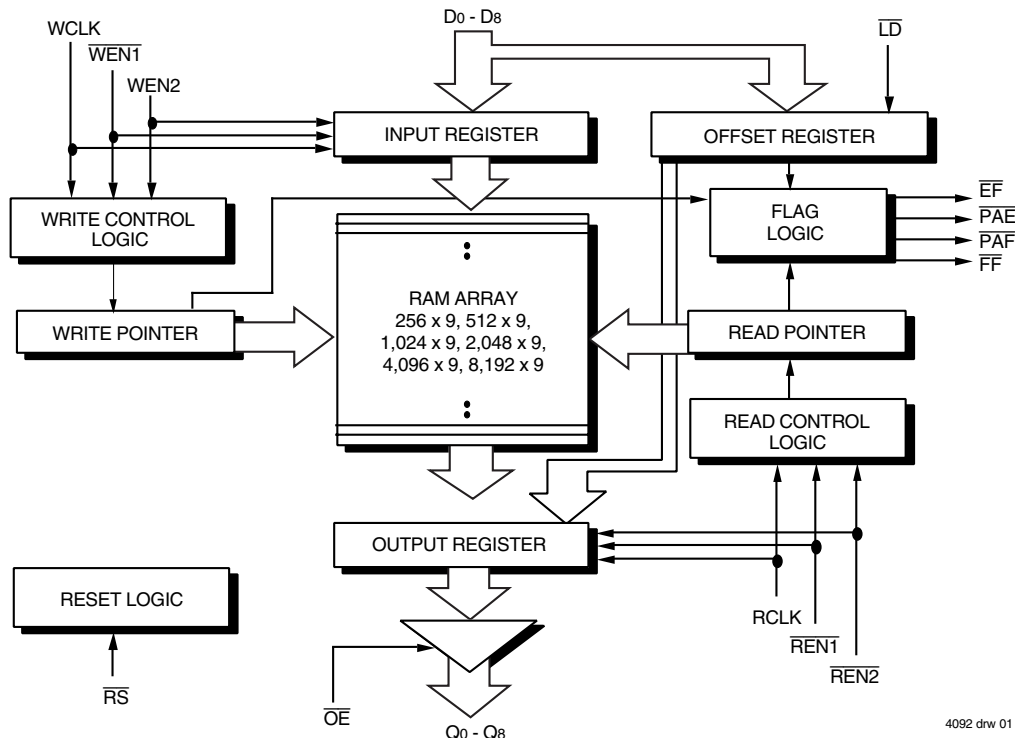 WCLK
WEN1
WEN2
D0 - D8
LD
INPUT REGISTER
OFFSET REGISTER
WRITE CONTROL
LOGIC
FLAG
LOGIC
EF
PAE
PAF
FF
WRITE POINTER
RAM ARRAY
256 x 9, 512 x 9,
1,024 x 9, 2,048 x 9,
4,096 x 9, 8,192 x 9
READ POINTER
READ CONTROL
LOGIC
OUTPUT REGISTER
RESET LOGIC
RCLK
REN1
REN2
RS
OE
Q0 - Q8
4092 drw 01